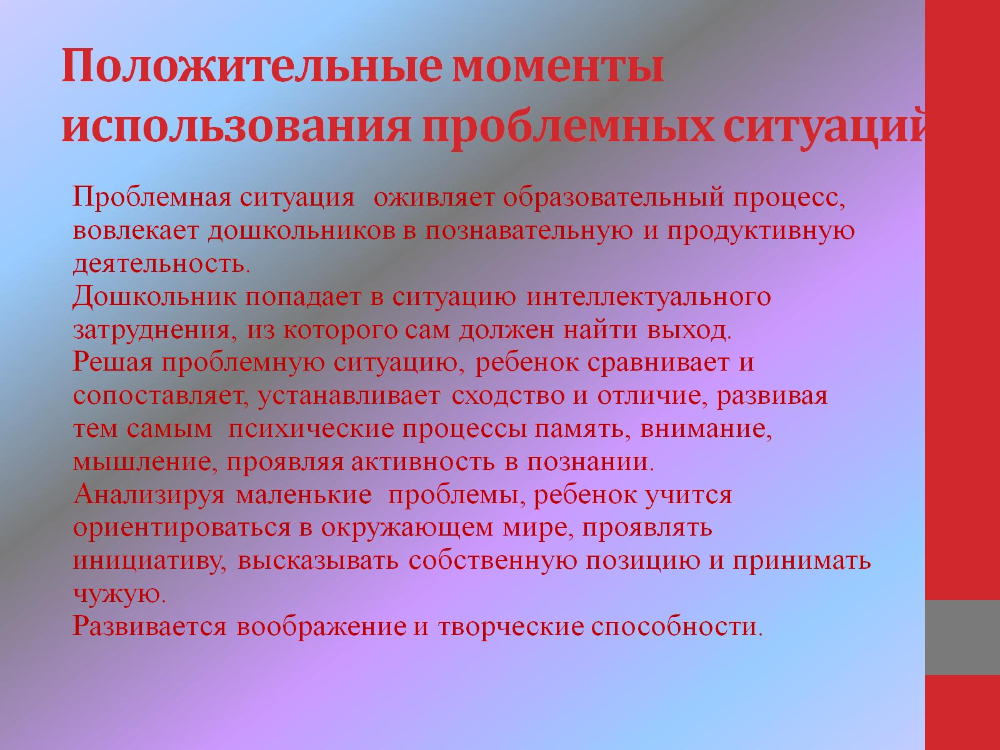 Положительные моменты
использования проблемных ситуаций
Проблемная ситуация  оживляет образовательный процесс,
вовлекает дошкольников в познавательную и продуктивную
деятельность.
Дошкольник попадает в ситуацию интеллектуального
затруднения, из которого сам должен найти выход.
Решая проблемную ситуацию, ребенок сравнивает и
сопоставляет, устанавливает сходство и отличие, развивая
тем самым  психические процессы память, внимание,
мышление, проявляя активность в познании.
Анализируя маленькие  проблемы, ребенок учится
ориентироваться в окружающем мире, проявлять
инициативу, высказывать собственную позицию и принимать
чужую.
Развивается воображение и творческие способности.